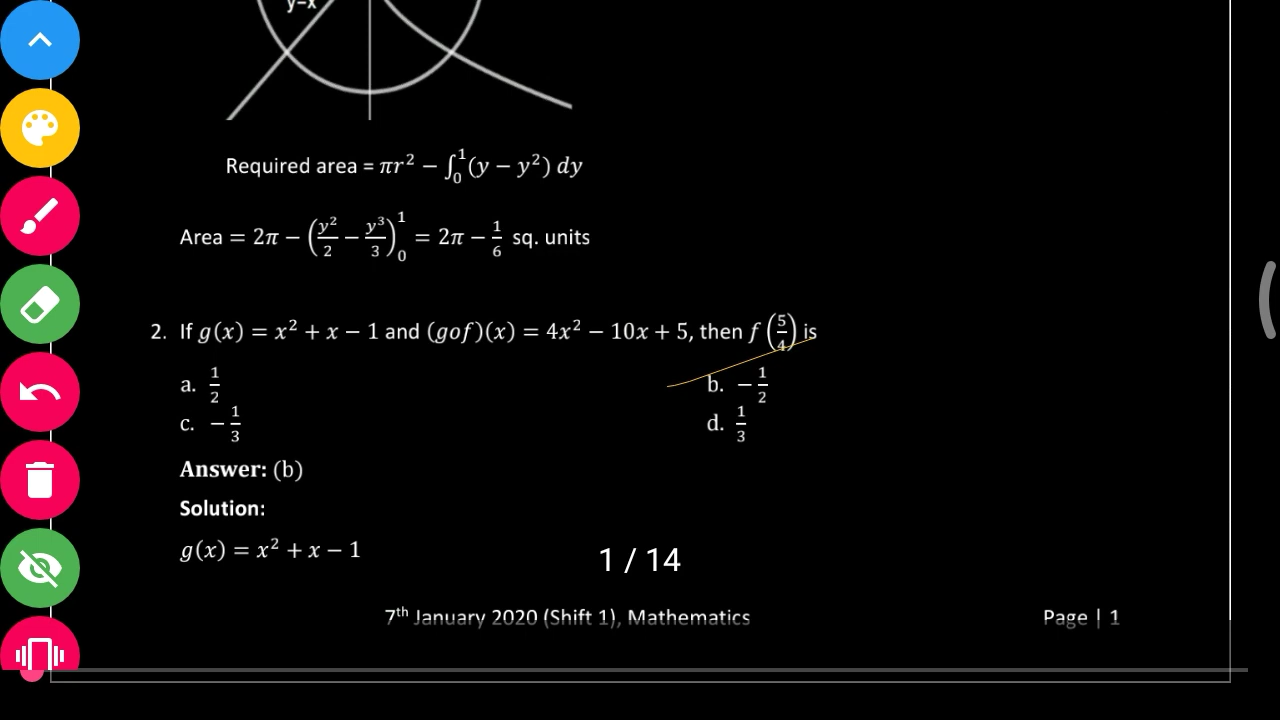 y=x
Required area = πr² − ∫₀¹(y − y²) dy
Area = 2π − (y²/2 − y³/3)₀¹ = 2π − 1/6 sq. units
2. If g(x) = x² + x − 1 and (gof)(x) = 4x² − 10x + 5, then f(5/4) is
a. 1/2 b. −1/2
c. −1/3 d. 1/3
Answer: (b)
Solution:
g(x) = x² + x − 1
1 / 14
7th January 2020 (Shift 1), Mathematics Page | 1